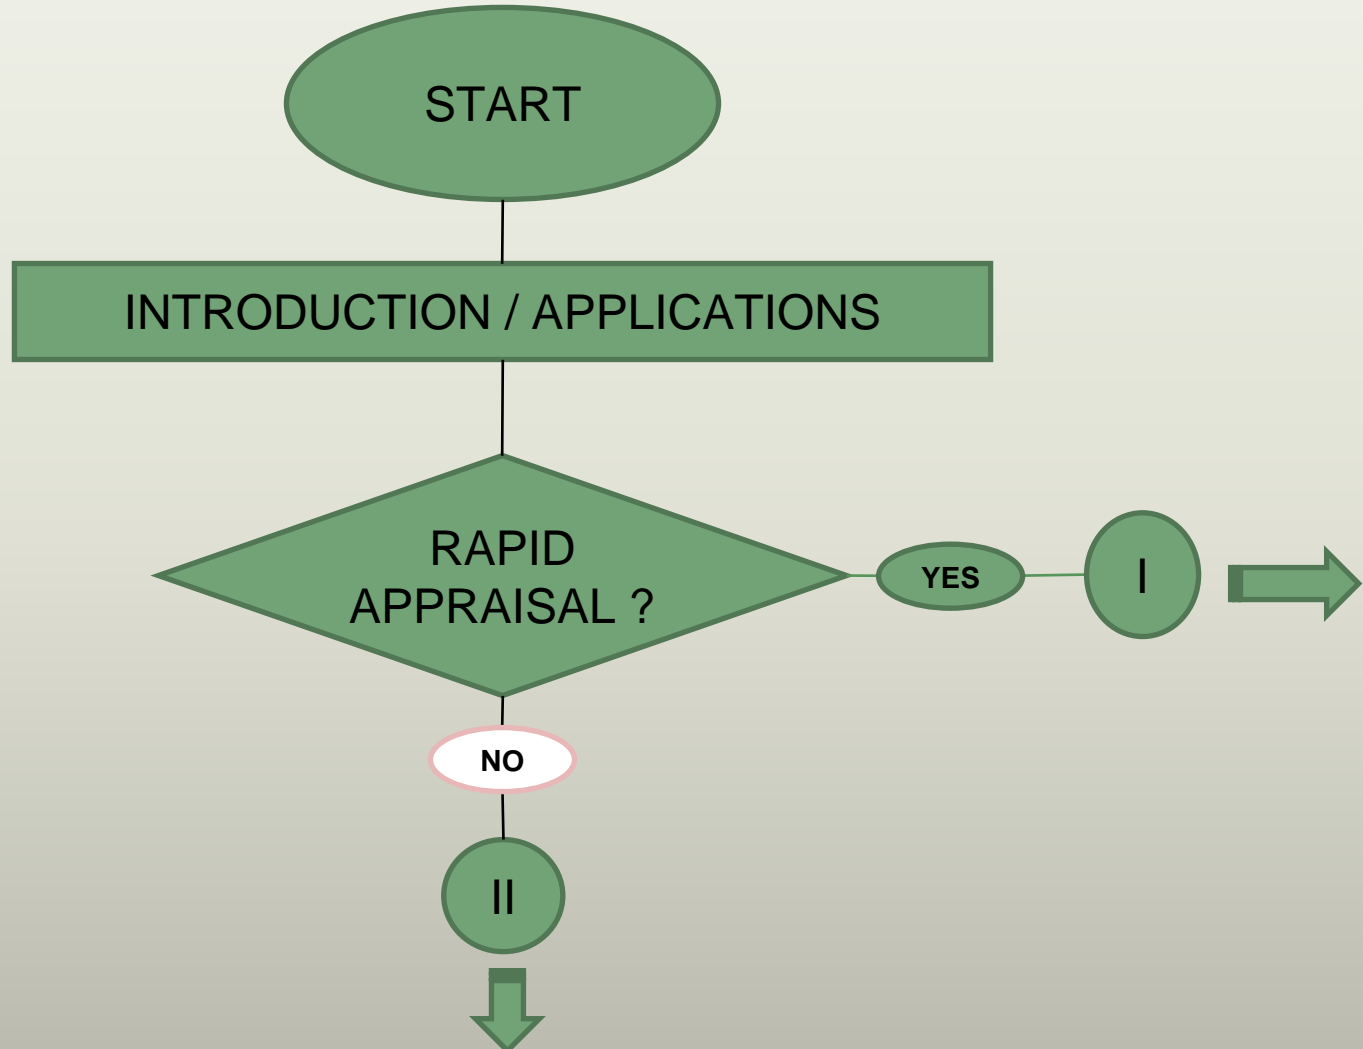 START
INTRODUCTION / APPLICATIONS
RAPID
APPRAISAL ?
YES
I
NO
II